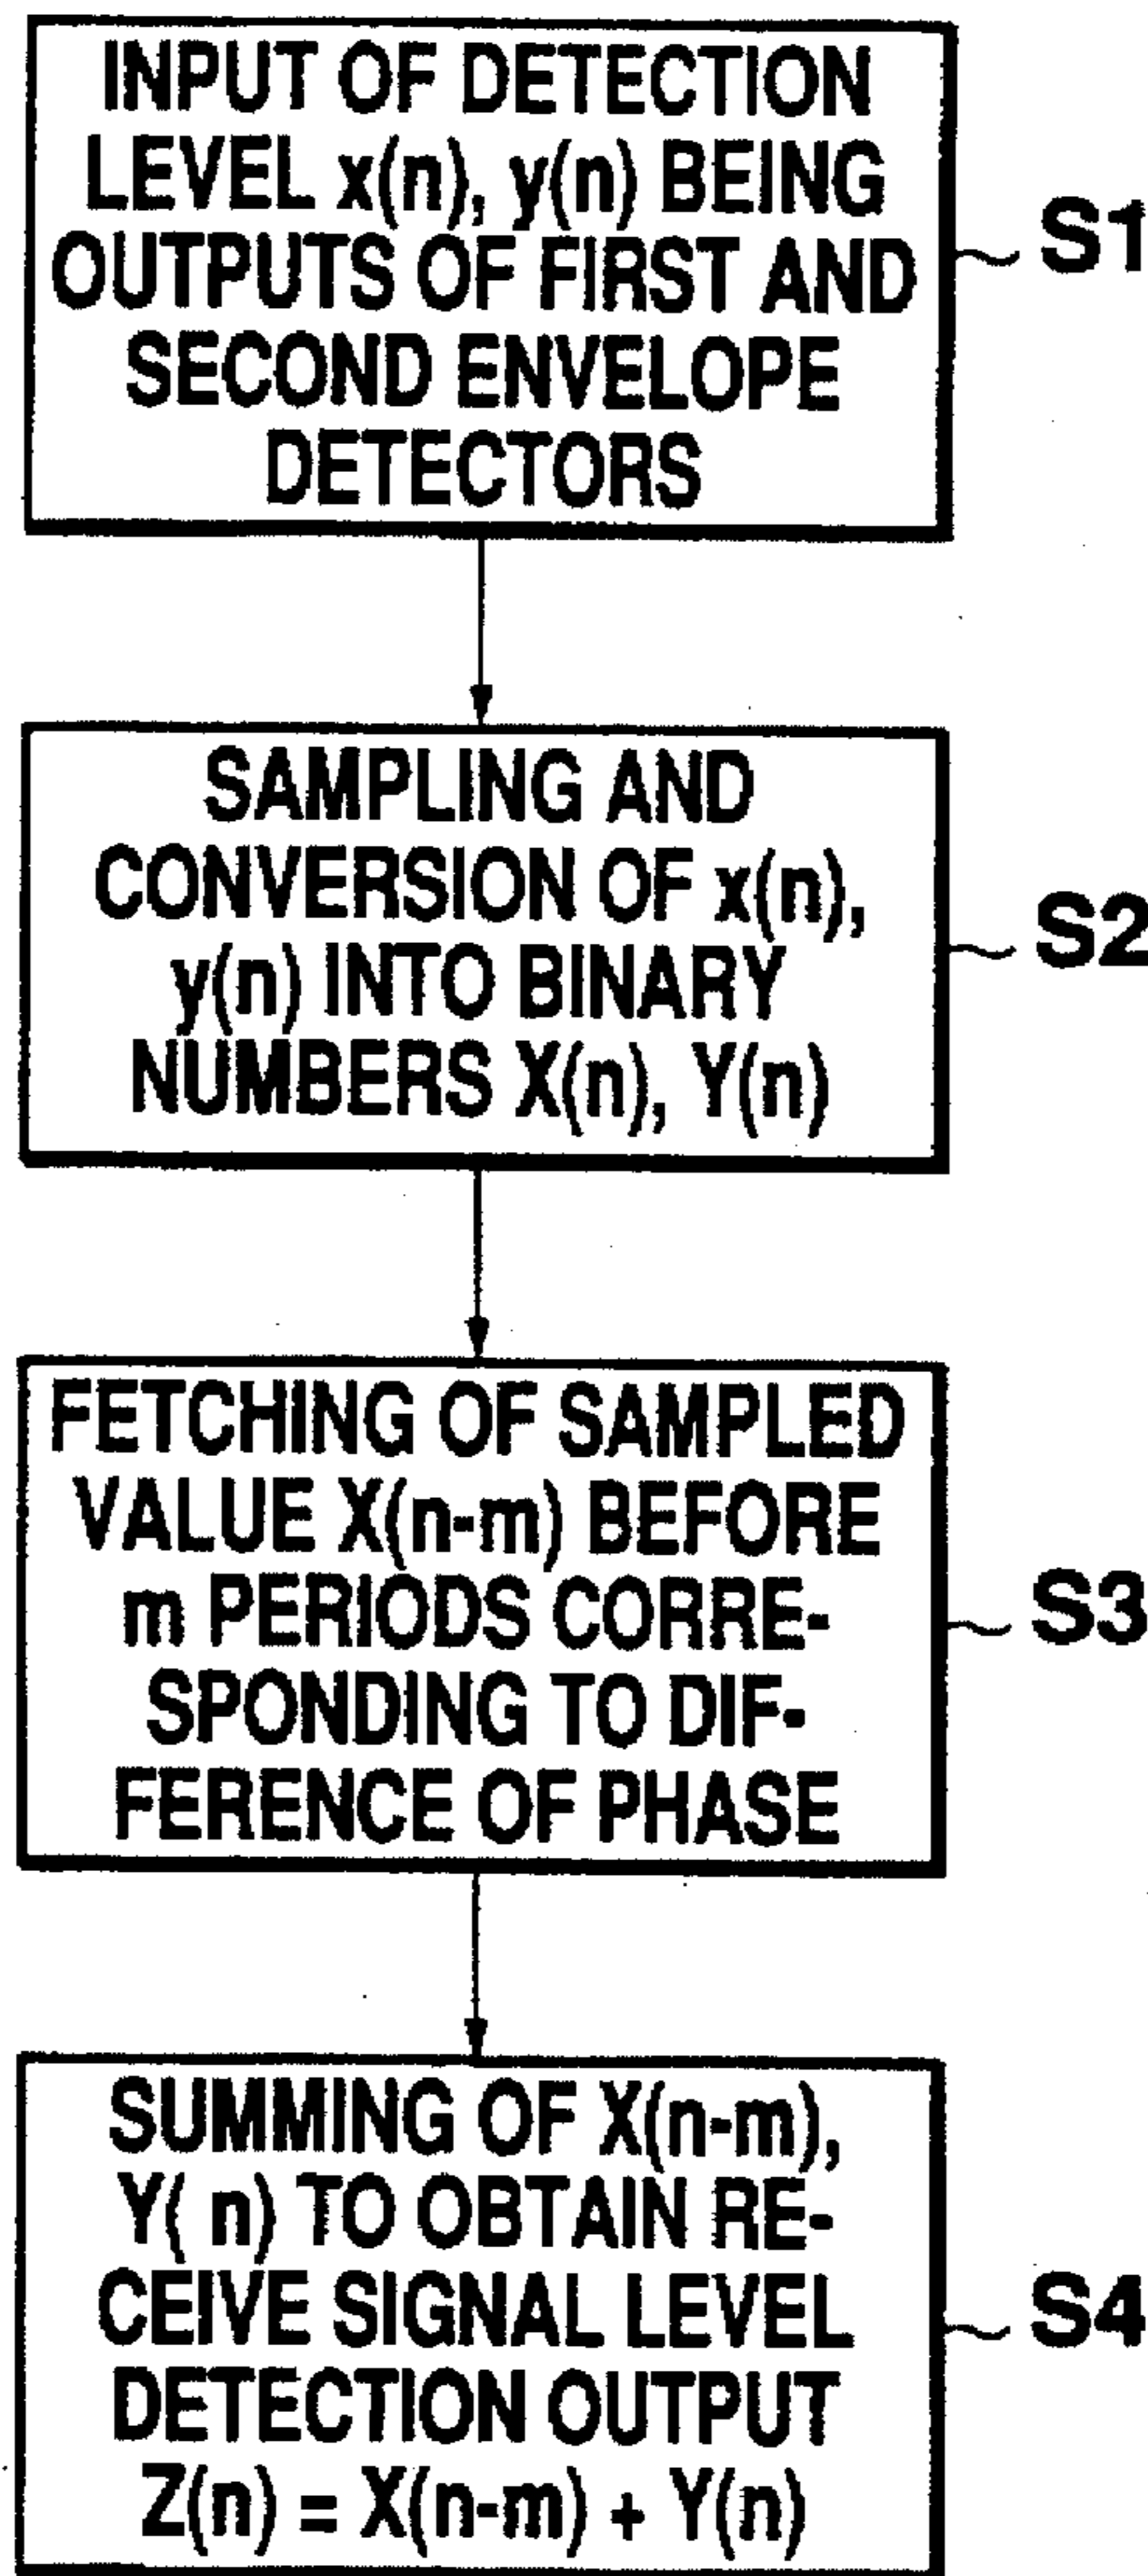 INPUT OF DETECTION
LEVEL x(n), y(n) BEING
OUTPUTS OF FIRST AND
SECOND ENVELOPE
DETECTORS
S1
SAMPLING AND
CONVERSION OF x(n),
y(n) INTO BINARY
NUMBERS X(n), Y(n)
S2
FETCHING OF SAMPLED
VALUE X(n-m) BEFORE
m PERIODS CORRE-
SPONDING TO DIF-
FERENCE OF PHASE
S3
SUMMING OF X(n-m),
Y( n) TO OBTAIN RE-
CEIVE SIGNAL LEVEL
DETECTION OUTPUT
Z(n) = X(n-m) + Y(n)
S4